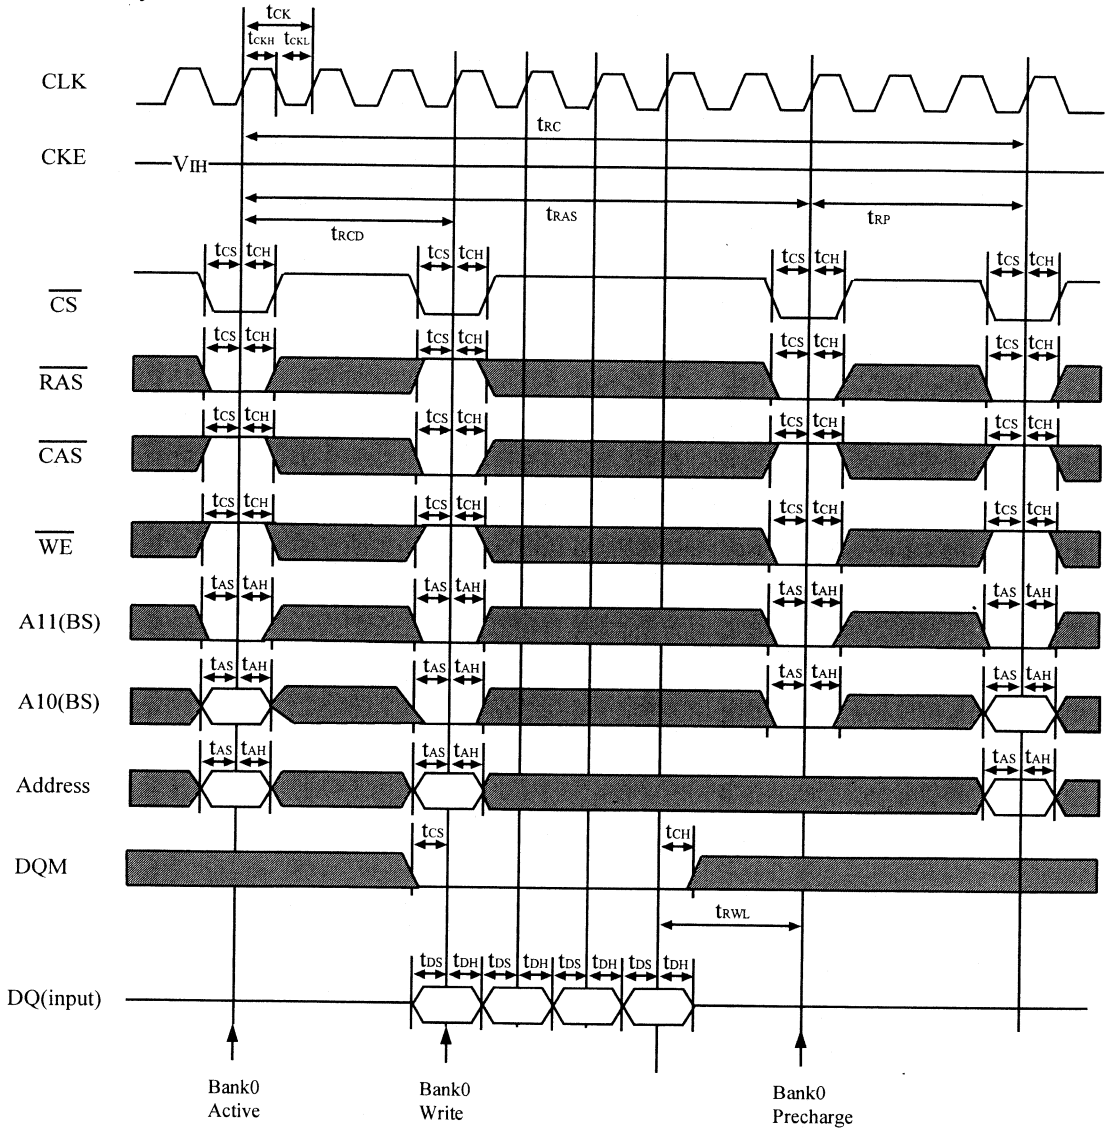 tCK
tCKH tCKL
CLK
tRC
CKE
VIH
tRAS tRP
tRCD
tCS tCH tCS tCH tCS tCH tCS tCH
CS
tCS tCH tCS tCH tCS tCH tCS tCH
RAS
tCS tCH tCS tCH tCS tCH tCS tCH
CAS
tCS tCH tCS tCH tCS tCH tCS tCH
WE
tAS tAH tAS tAH tAS tAH tAS tAH
A11(BS)
tAS tAH tAS tAH tAS tAH tAS tAH
A10(BS)
tAS tAH tAS tAH tAS tAH
Address
tCS tCH
DQM
tRWL
tDS tDH tDS tDH tDS tDH tDS tDH
DQ(input)
Bank0
Active
Bank0
Write
Bank0
Precharge